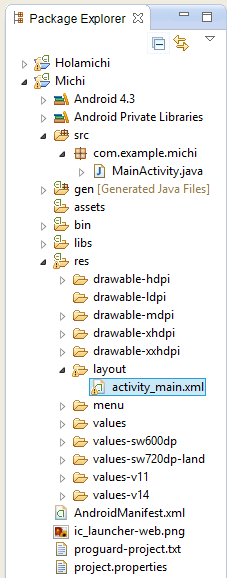 Package Explorer
Holamichi
Michi
Android 4.3
Android Private Libraries
src
com.example.michi
MainActivity.java
gen [Generated Java Files]
assets
bin
libs
res
drawable-hdpi
drawable-ldpi
drawable-mdpi
drawable-xhdpi
drawable-xxhdpi
layout
activity_main.xml
menu
values
values-sw600dp
values-sw720dp-land
values-v11
values-v14
AndroidManifest.xml
ic_launcher-web.png
proguard-project.txt
project.properties